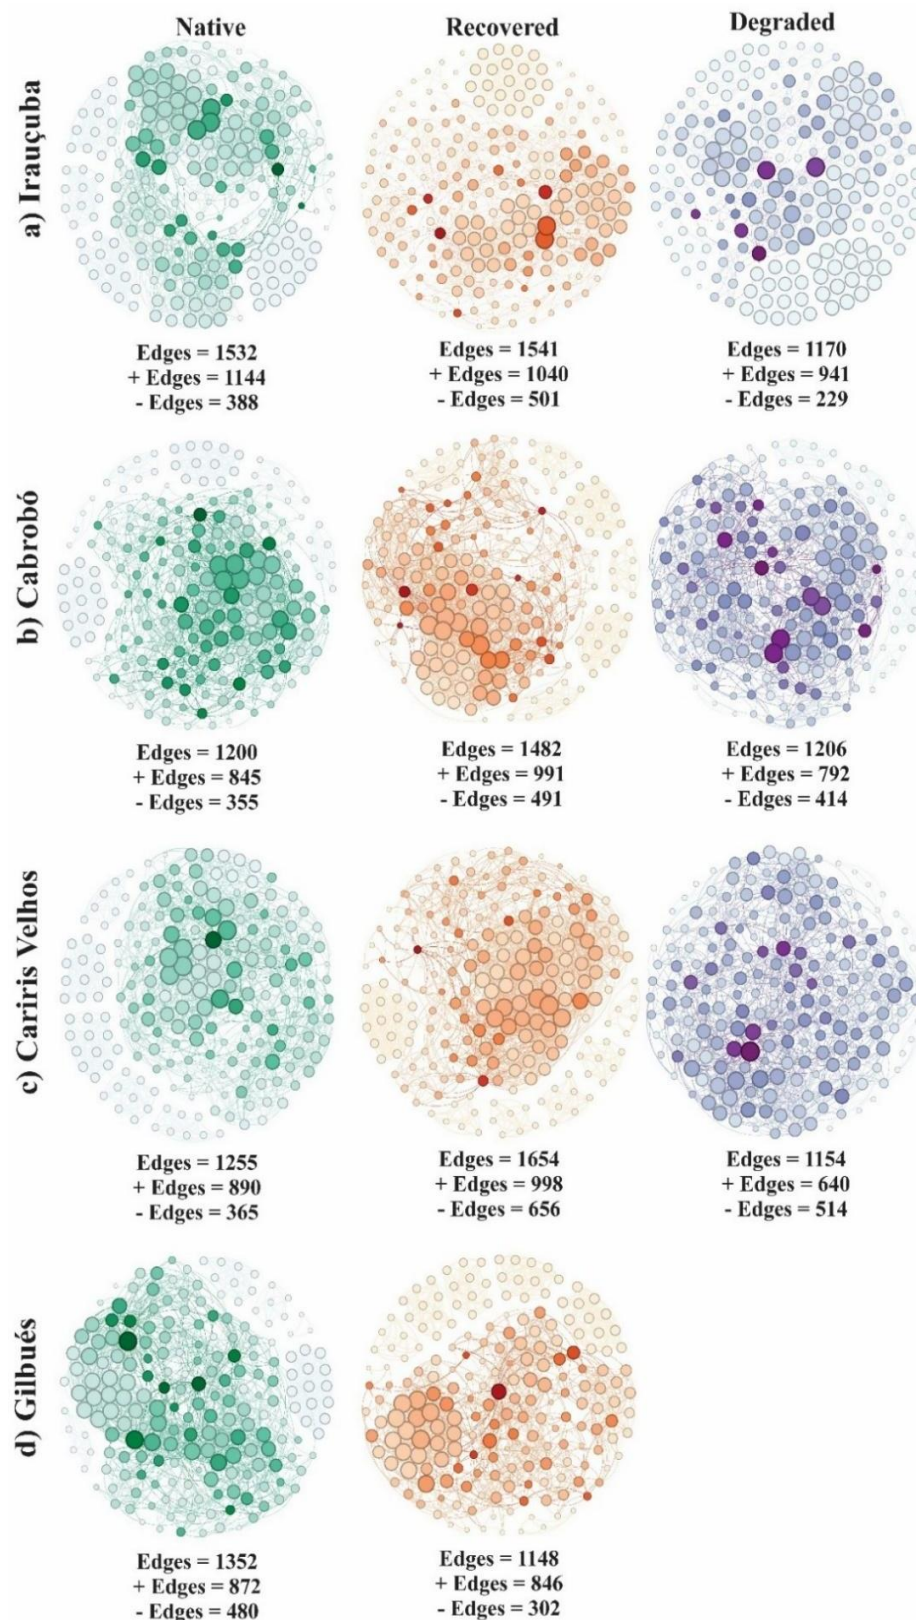 Native
Recovered
Degraded
a) Irauçuba
Edges = 1532
+ Edges = 1144
- Edges = 388
Edges = 1541
+ Edges = 1040
- Edges = 501
Edges = 1170
+ Edges = 941
- Edges = 229
b) Cabrobó
Edges = 1200
+ Edges = 845
- Edges = 355
Edges = 1482
+ Edges = 991
- Edges = 491
Edges = 1206
+ Edges = 792
- Edges = 414
c) Cariris Velhos
Edges = 1255
+ Edges = 890
- Edges = 365
Edges = 1654
+ Edges = 998
- Edges = 656
Edges = 1154
+ Edges = 640
- Edges = 514
d) Gilbués
Edges = 1352
+ Edges = 872
- Edges = 480
Edges = 1148
+ Edges = 846
- Edges = 302